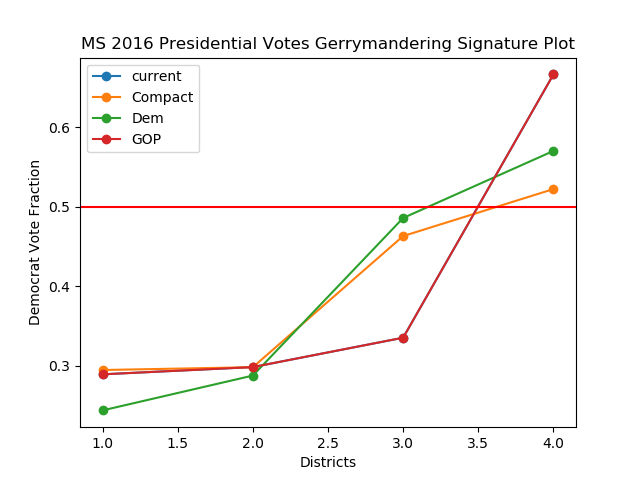 MS 2016 Presidential Votes Gerrymandering Signature Plot
current
Compact
Dem
GOP
0.6
0.5
0.4
0.3
Democrat Vote Fraction
1.0 1.5 2.0 2.5 3.0 3.5 4.0
Districts